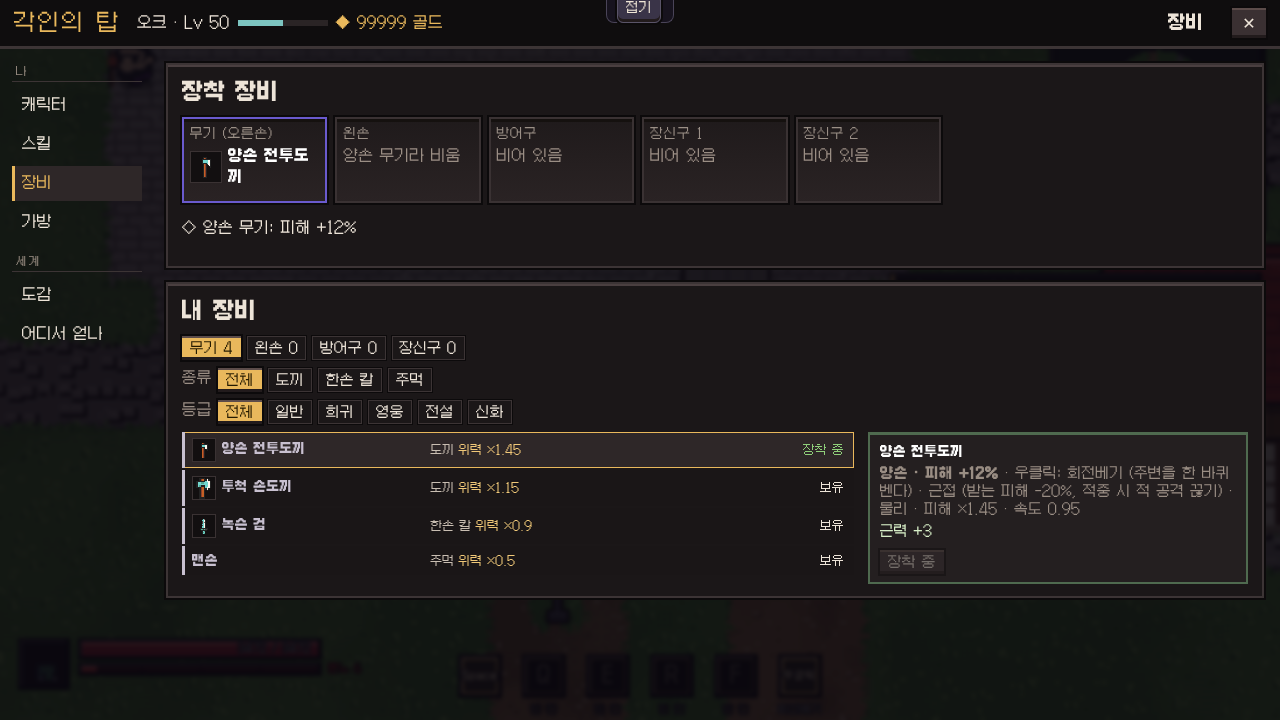 접기
각인의 탑 오크 · Lv 50 ◆ 99999 골드 장비 ×
나
캐릭터
스킬
장비
가방
세계
도감
어디서 얻나
장착 장비
무기 (오른손)
양손 전투도
끼
왼손
양손 무기라 비움
방어구
비어 있음
장신구 1
비어 있음
장신구 2
비어 있음
◇ 양손 무기: 피해 +12%
내 장비
무기 4 왼손 0 방어구 0 장신구 0
종류 전체 도끼 한손 칼 주먹
등급 전체 일반 희귀 영웅 전설 신화
양손 전투도끼 도끼 위력 ×1.45 장착 중
투척 손도끼 도끼 위력 ×1.15 보유
녹슨 검 한손 칼 위력 ×0.9 보유
맨손 주먹 위력 ×0.5 보유
양손 전투도끼
양손 · 피해 +12% · 우클릭: 회전베기 (주변을 한 바퀴
벤다) · 근접 (받는 피해 -20%, 적중 시 적 공격 끊기) ·
물리 · 피해 ×1.45 · 속도 0.95
근력 +3
장착 중